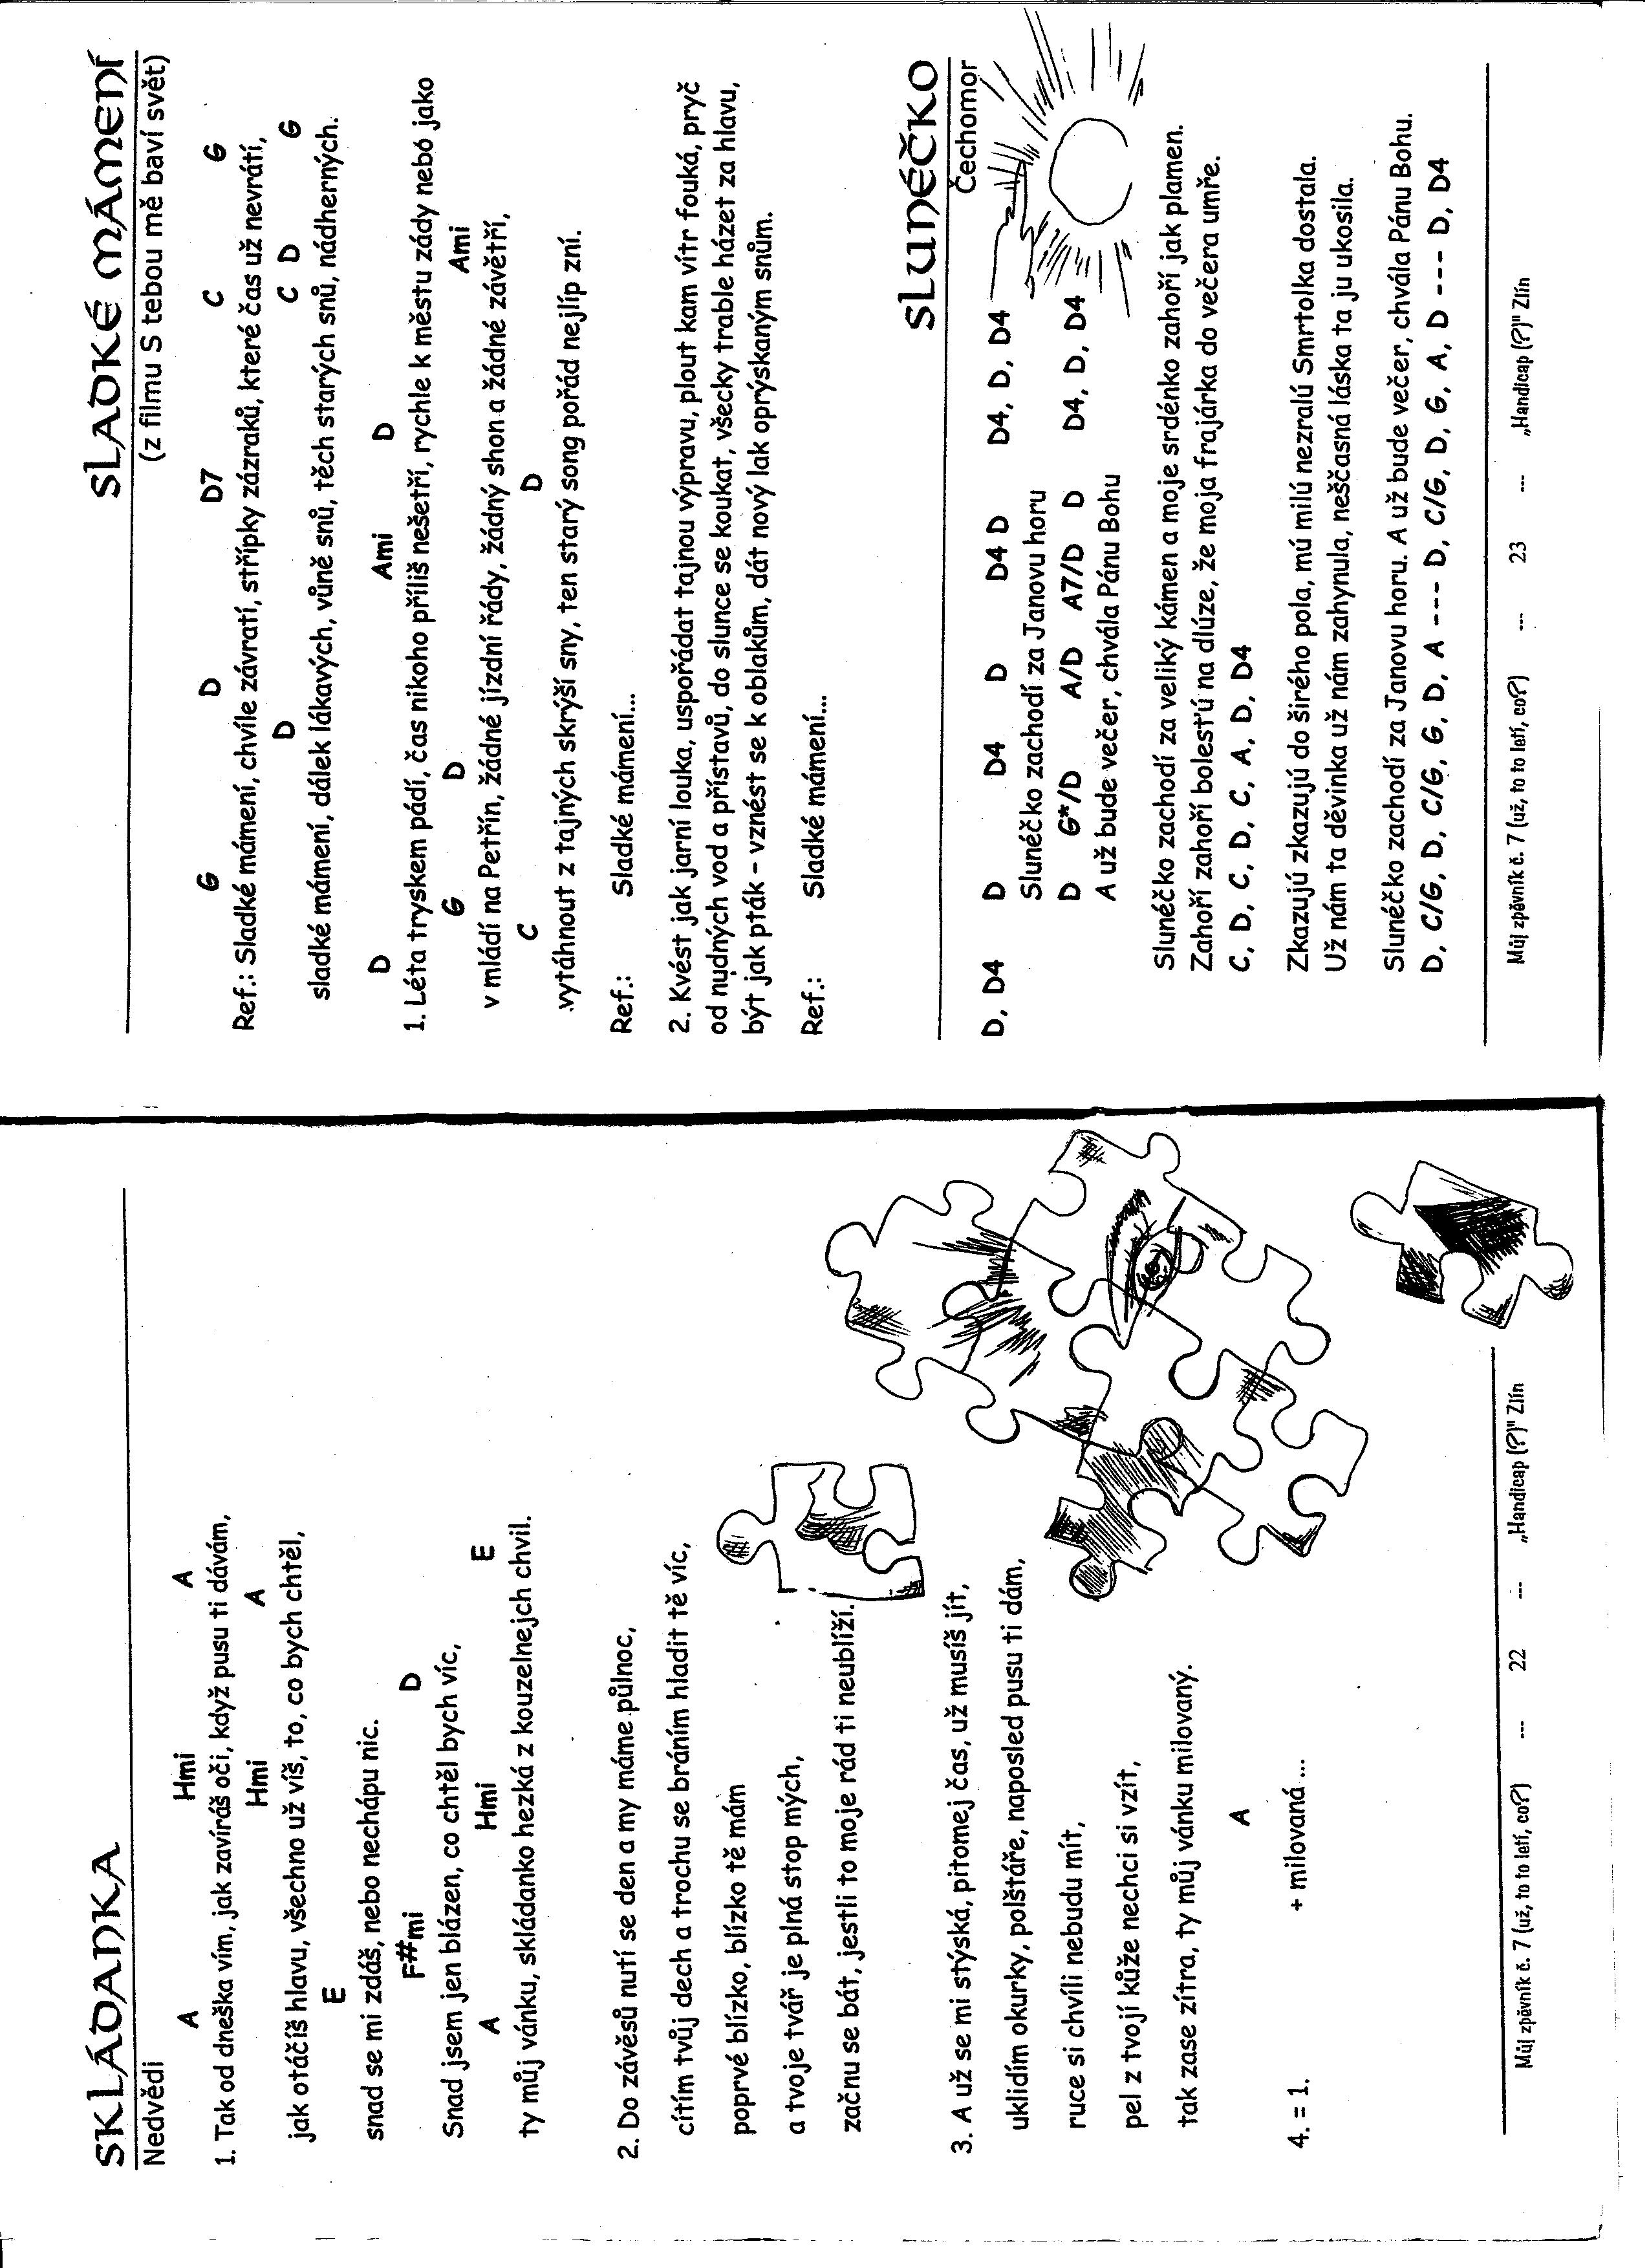 SKLÁDANKA
Nedvědi
A Hmi A
1. Tak od dneška vím, jak zavíráš oči, když pusu ti dávám,
Hmi A
jak otáčíš hlavu, všechno už víš, to, co bych chtěl,
E
snad se mi zdáš, nebo nechápu nic.
F#mi D
Snad jsem jen blázen, co chtěl bych víc,
A Hmi E
ty můj vánku, skládanko hezká z kouzelnejch chvil.
2. Do závěsů nutí se den a my máme půlnoc,
cítím tvůj dech a trochu se bráním hladit tě víc,
poprvé blízko, blízko tě mám
a tvoje tvář je plná stop mých,
začnu se bát, jestli to moje rád ti neublíží.
3. A už se mi stýská, pitomej čas, už musíš jít,
uklidím okurky, polštáře, naposled pusu ti dám,
ruce si chvíli nebudu mít,
pel z tvojí kůže nechci si vzít,
tak zase zítra, ty můj vánku milovaný.
A
4. = 1. + milovaná...
Můj zpěvník č. 7 (už, to to letí, co?) --- 22 --- „Handicap (?)" Zlín
SLADKÉ MÁMENÍ
(z filmu S tebou mě baví svět)
G D D7 C G
Ref.: Sladké mámení, chvíle závratí, střípky zázraků, které čas už nevrátí,
D C D G
sladké mámení, dálek lákavých, vůně snů, těch starých snů, nádherných.
D Ami D
1. Léta tryskem pádí, čas nikoho příliš nešetří, rychle k městu zády nebó jako
G D Ami
v mládí na Petřín, žádné jízdní řády, žádný shon a žádné závětří,
C D
vytáhnout z tajných skrýší sny, ten starý song pořád nejlíp zní.
Ref.: Sladké mámení...
2. Kvést jak jarní louka, uspořádat tajnou výpravu, plout kam vítr fouká, pryč
od nudných vod a přístavů, do slunce se koukat, všecky trable házet za hlavu,
být jak pták – vznést se k oblakům, dát nový lak oprýskaným snům.
Ref.: Sladké mámení...
SLUNÉČKO
Čechomor
D, D4 D D4 D D4 D D4, D, D4
Slunéčko zachodí za Janovu horu
D G*/D A/D A7/D D D4, D, D4
A už bude večer, chvála Pánu Bohu
Slunéčko zachodí za veliký kámen a moje srdénko zahoří jak plamen.
Zahoří zahoří bolesťú na dlúze, že moja frajárka do večera umře.
C, D, C, D, C, A, D, D4
Zkazujú zkazujú do šírého pola, mú milú nezralú Smrtolka dostala.
Už nám ta děvinka už nám zahynula, neščasná láska ta ju ukosila.
Slunéčko zachodí za Janovu horu. A už bude večer, chvála Pánu Bohu.
D, C/G, D, C/G, G, D, A --- D, C/G, D, G, A, D --- D, D4
Můj zpěvník č. 7 (už, to to letí, co?) --- 23 --- „Handicap (?)" Zlín